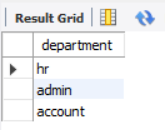 Result Grid
department
hr
admin
account